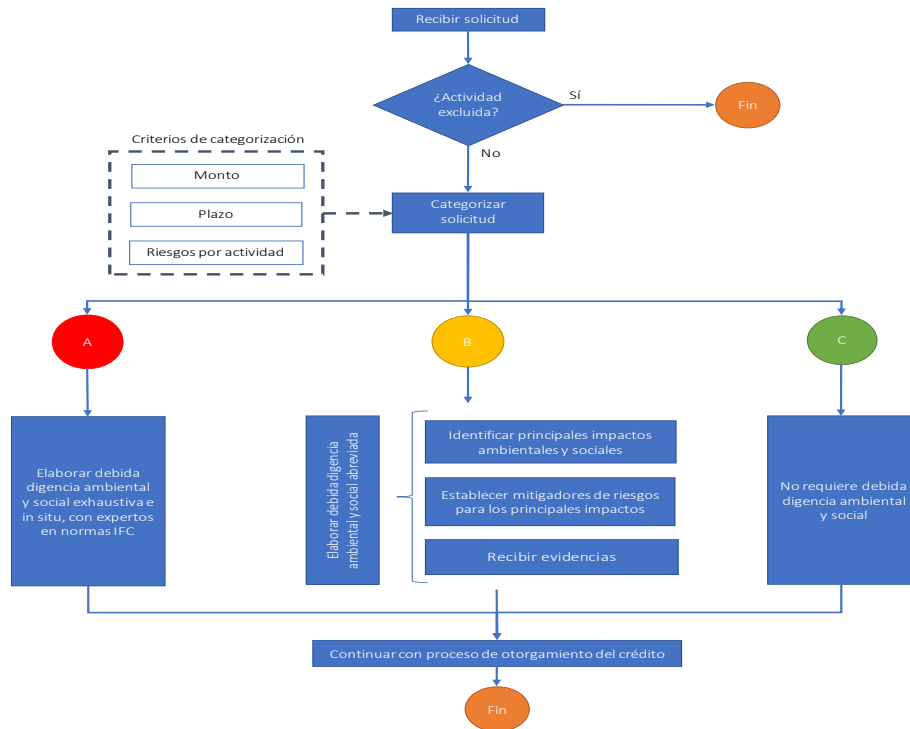 Recibir solicitud
¿Actividad
excluida?
Sí
Fin
No
Criterios de categorización
Monto
Plazo
Riesgos por actividad
Categorizar
solicitud
A
B
C
Elaborar debida
digencia ambiental
y social exhaustiva e
in situ, con expertos
en normas IFC
Elaborar debida digencia
ambiental y social abreviada
Identificar principales impactos
ambientales y sociales
Establecer mitigadores de riesgos
para los principales impactos
Recibir evidencias
No requiere debida
digencia ambiental
y social
Continuar con proceso de otorgamiento del crédito
Fin